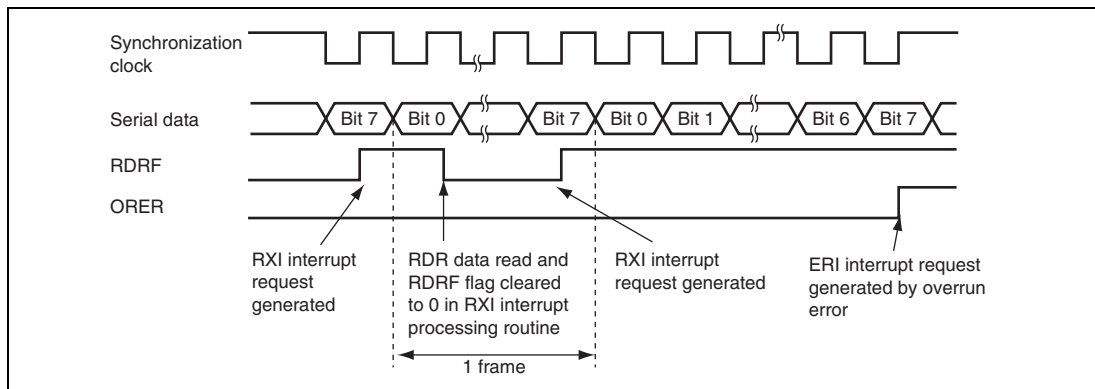 Synchronization
clock
Serial data
Bit 7 Bit 0 Bit 7 Bit 0 Bit 1 Bit 6 Bit 7
RDRF
ORER
RXI interrupt
request
generated
RDR data read and
RDRF flag cleared
to 0 in RXI interrupt
processing routine
RXI interrupt
request generated
ERI interrupt request
generated by overrun
error
1 frame